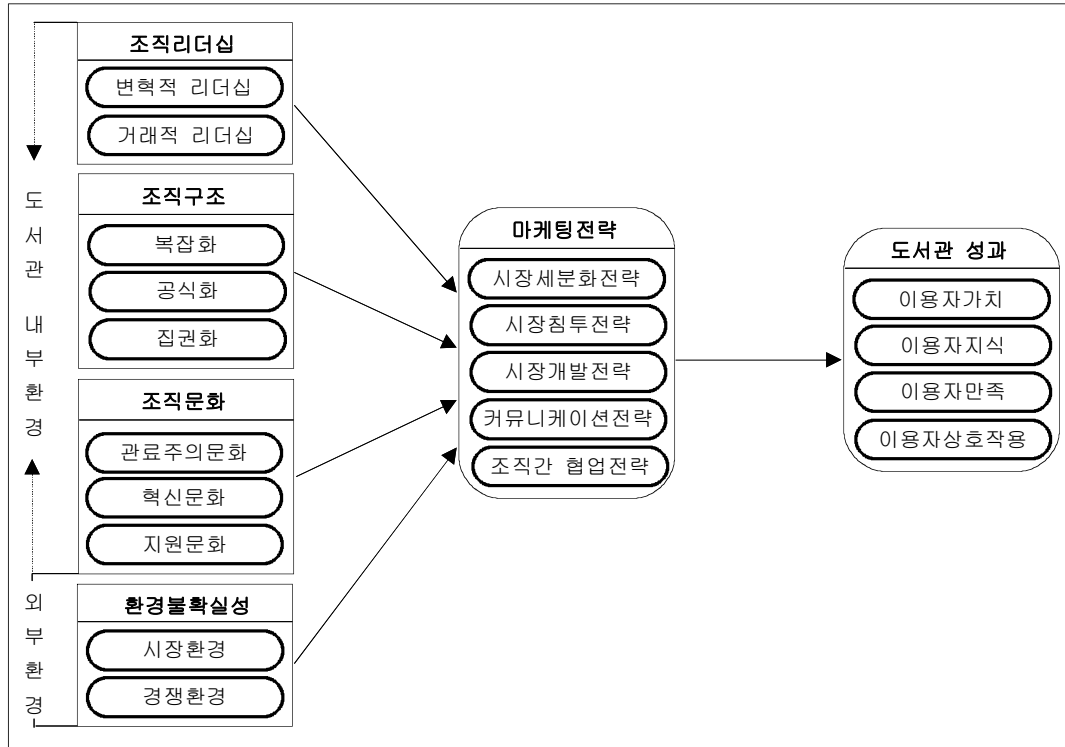 조직리더십
변혁적 리더십
거래적 리더십
도서관 내부환경
조직구조
복잡화
공식화
집권화
조직문화
관료주의문화
혁신문화
지원문화
외부환경
환경불확실성
시장환경
경쟁환경
마케팅전략
시장세분화전략
시장침투전략
시장개발전략
커뮤니케이션전략
조직간 협업전략
도서관 성과
이용자가치
이용자지식
이용자만족
이용자상호작용